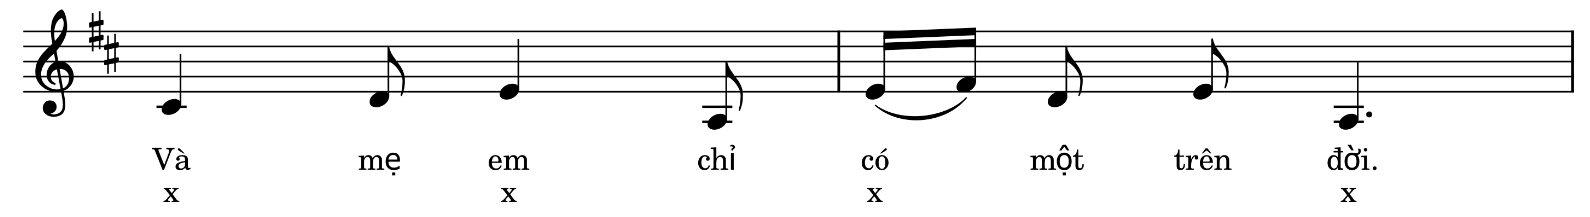 Và mẹ em chỉ có một trên đời.
x x x x